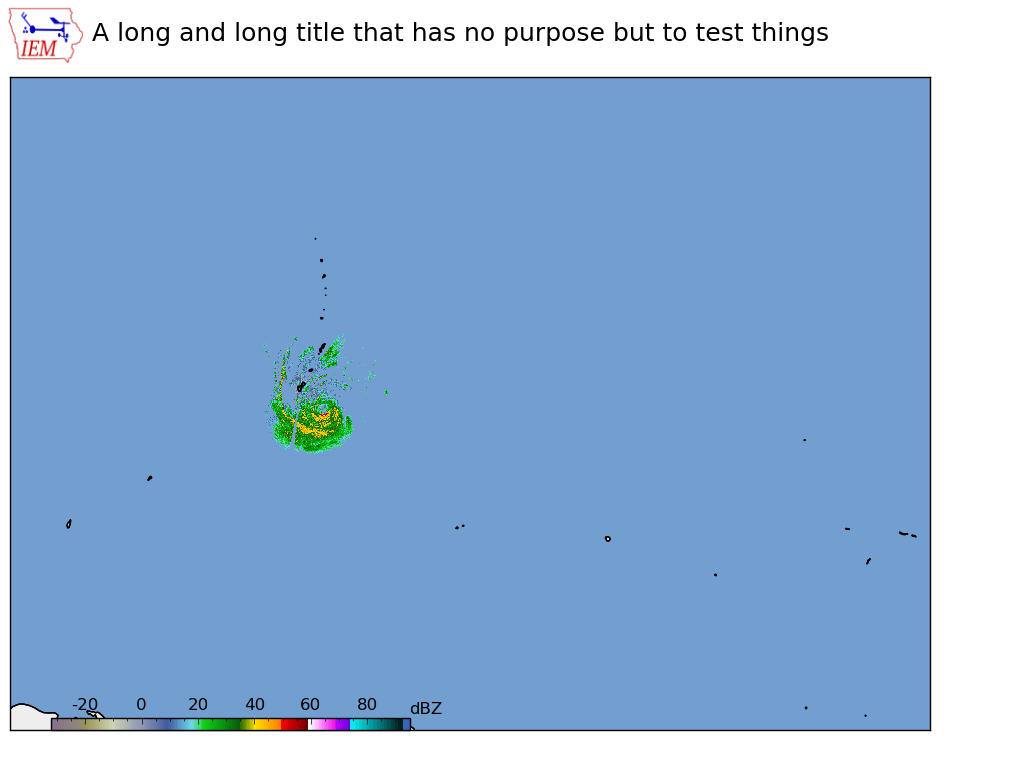 IEM
A long and long title that has no purpose but to test things
-20 0 20 40 60 80 dBZ